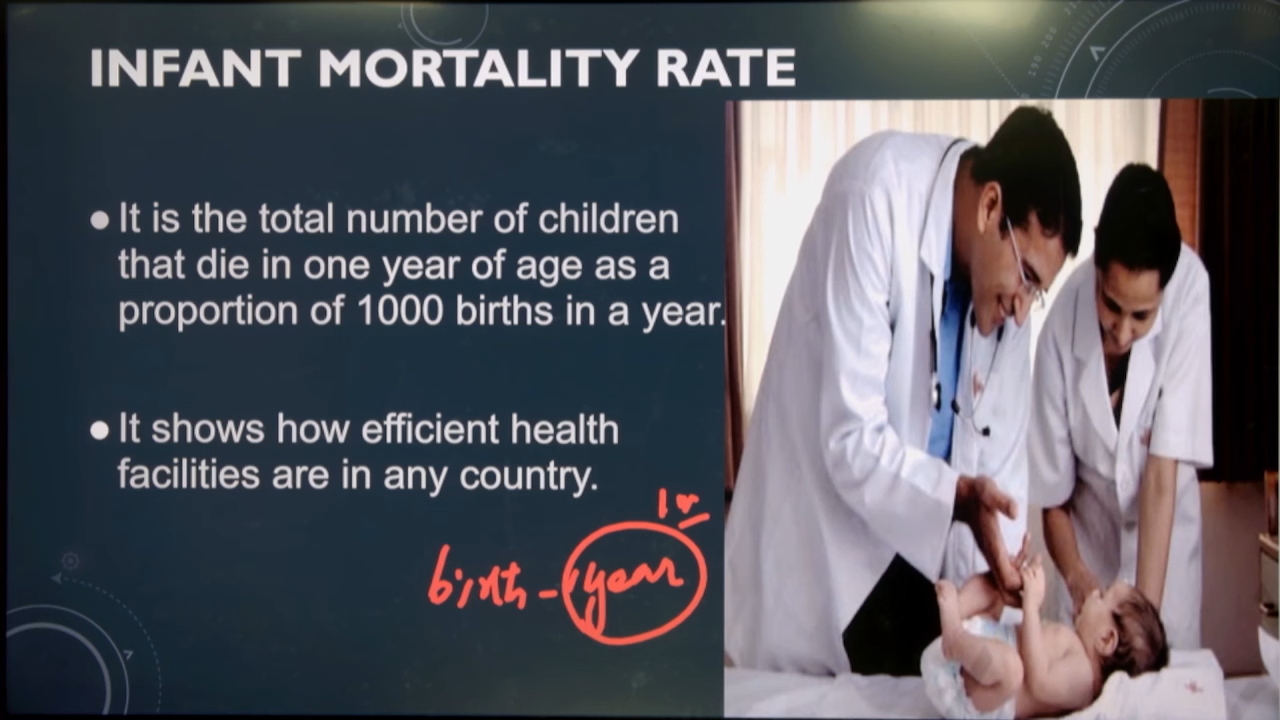 INFANT MORTALITY RATE
● It is the total number of children
that die in one year of age as a
proportion of 1000 births in a year.
● It shows how efficient health
facilities are in any country.
birth - year